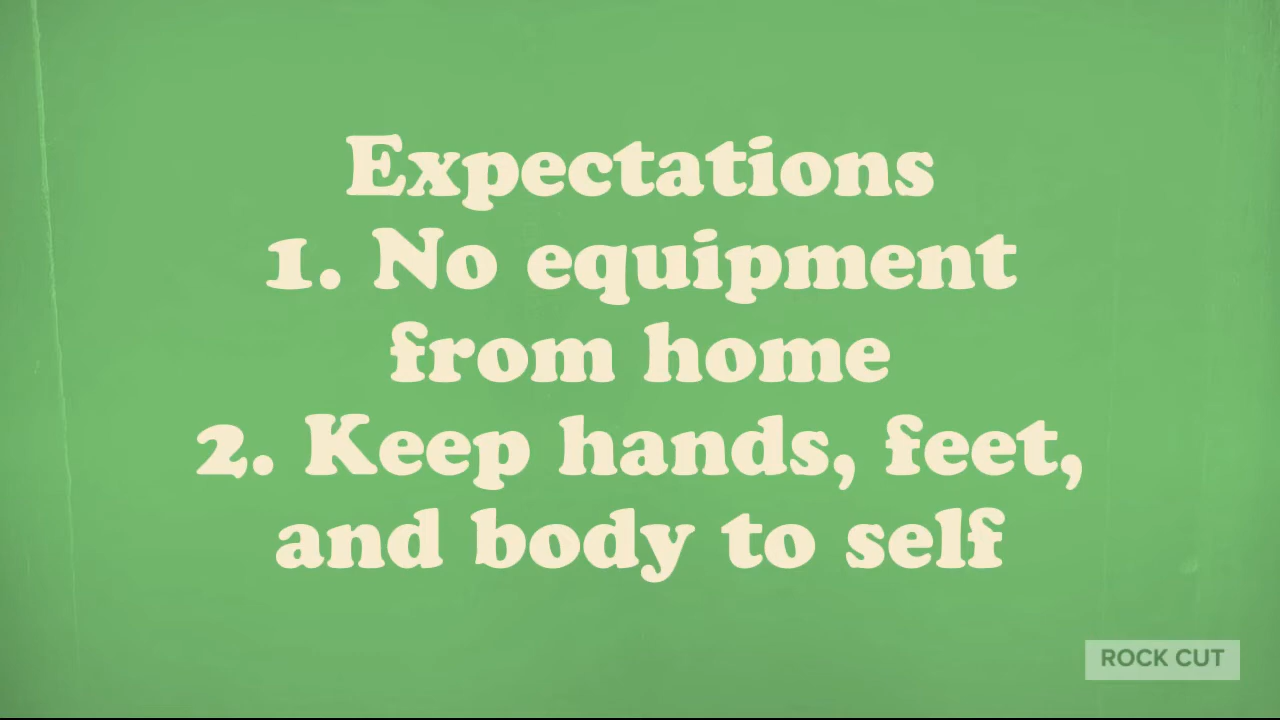 Expectations
1. No equipment
from home
2. Keep hands, feet,
and body to self
ROCK CUT